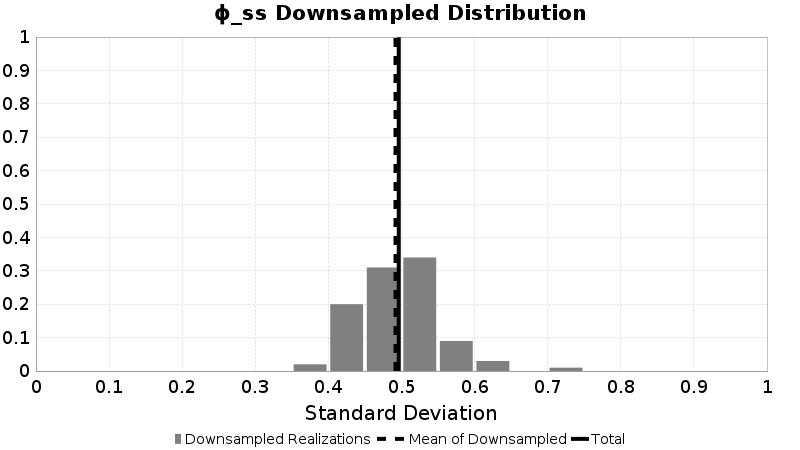 ϕ_ss Downsampled Distribution
1
0.9
0.8
0.7
0.6
0.5
0.4
0.3
0.2
0.1
0
0 0.1 0.2 0.3 0.4 0.5 0.6 0.7 0.8 0.9 1
Standard Deviation
Downsampled Realizations Mean of Downsampled Total